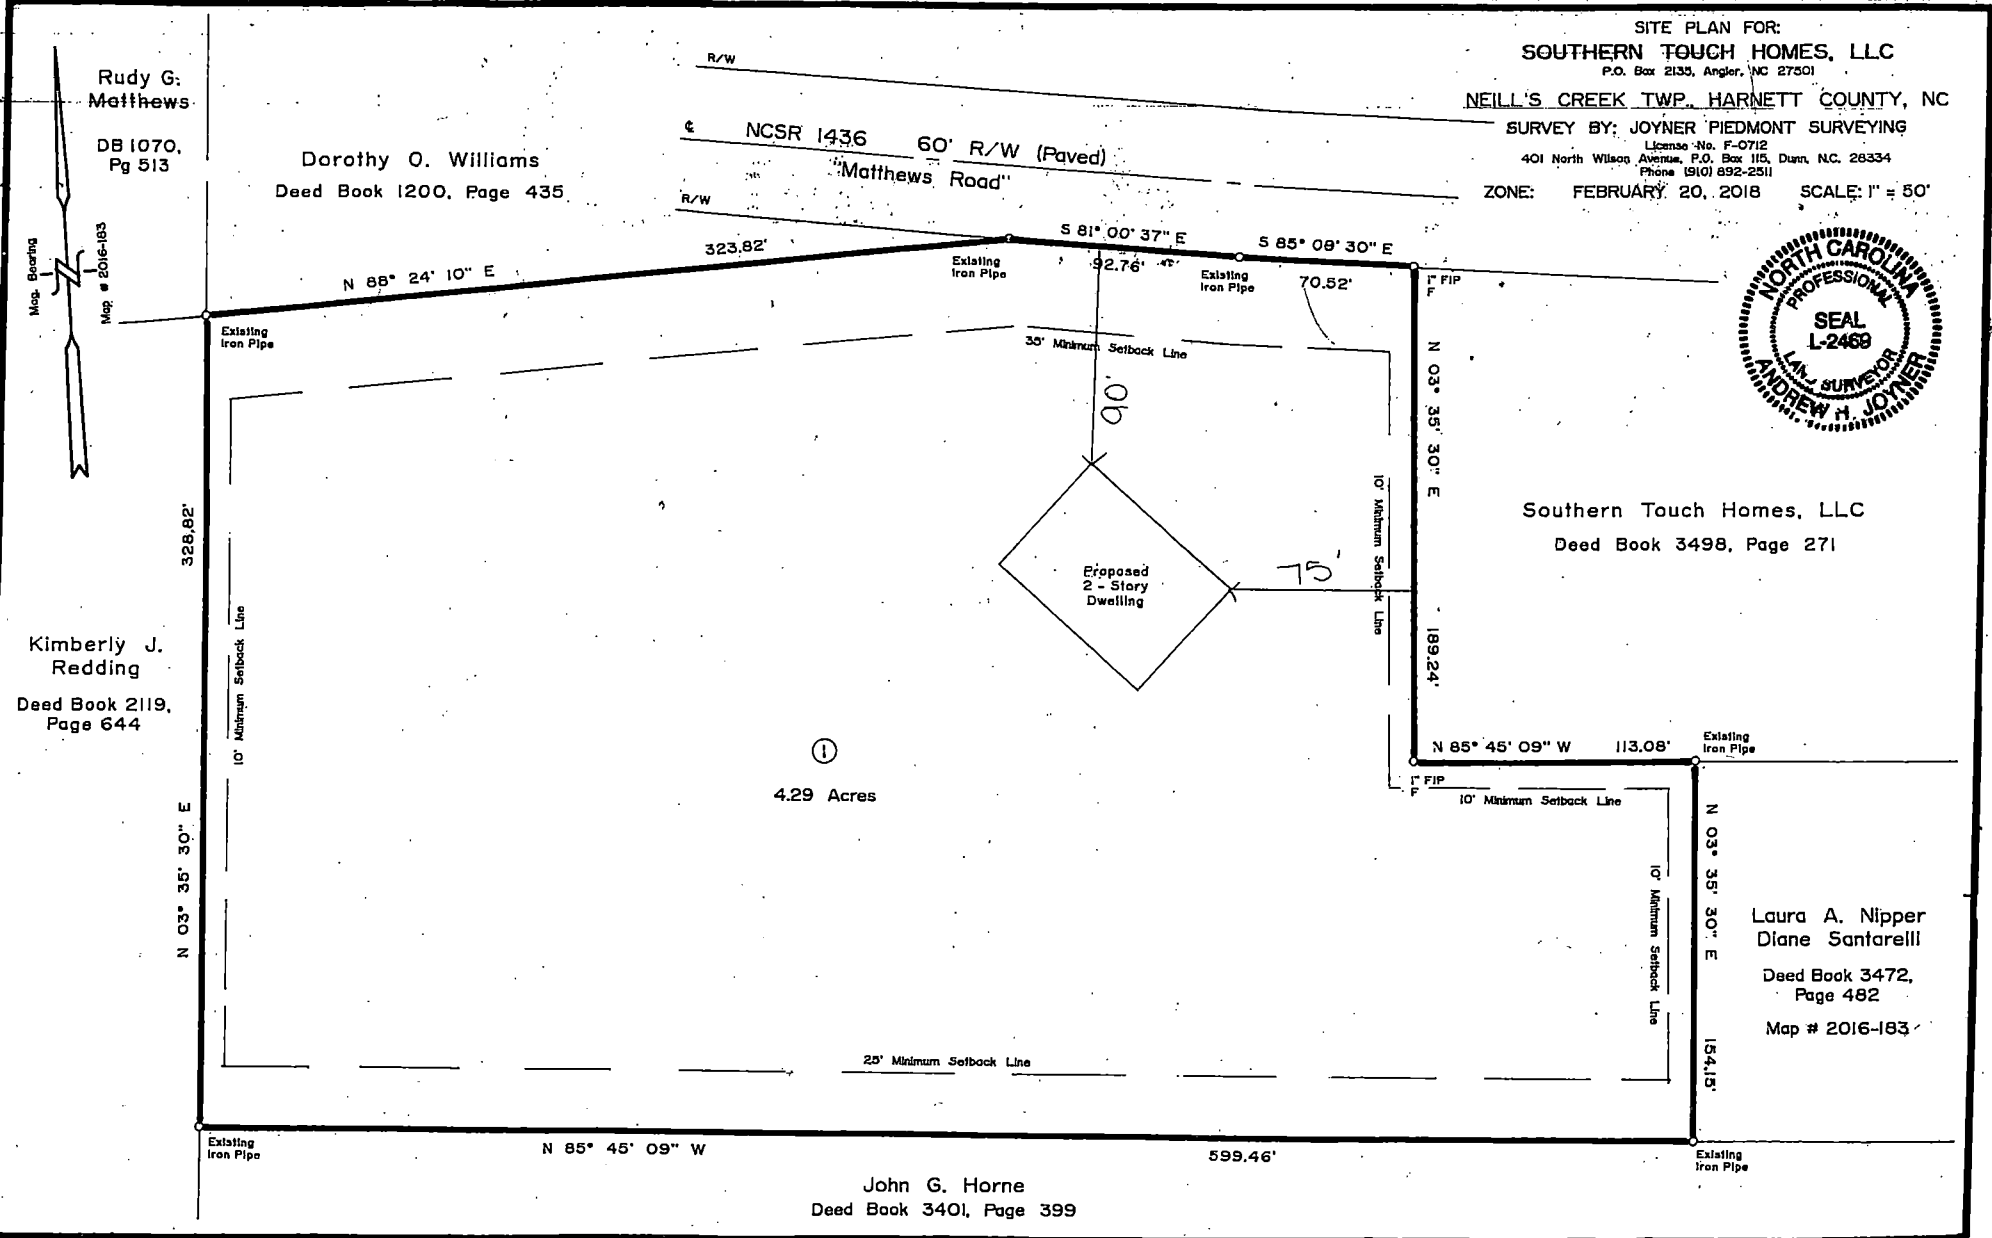 SITE PLAN FOR:
SOUTHERN TOUCH HOMES, LLC
P.O. Box 2135, Angier, NC 27501
NEILL'S CREEK TWP., HARNETT COUNTY, NC
SURVEY BY: JOYNER PIEDMONT SURVEYING
License No. F-0712
401 North Wilson Avenue, P.O. Box 115, Dunn, N.C. 28334
Phone (910) 892-2511
ZONE: FEBRUARY 20, 2018 SCALE: 1" = 50'
NORTH CAROLINA
PROFESSIONAL
SEAL
L-2469
LAND SURVEYOR
ANDREW H. JOYNER
Rudy G.
Matthews
DB 1070,
Pg 513
Mag. Bearing
Map # 2016-183
Dorothy O. Williams
Deed Book 1200, Page 435
R/W
℄ NCSR 1436 60' R/W (Paved)
"Matthews Road"
R/W
N 88° 24' 10" E 323.82'
S 81° 00' 37" E
92.76'
S 85° 09' 30" E
70.52'
Existing
Iron Pipe
Existing
Iron Pipe
Existing
Iron Pipe
1" FIP
F
35' Minimum Setback Line
90'
N 03° 35' 30" E 189.24'
10' Minimum Setback Line
75'
Proposed
2 - Story
Dwelling
Southern Touch Homes, LLC
Deed Book 3498, Page 271
328.82'
N 03° 35' 30" E
10' Minimum Setback Line
Kimberly J.
Redding
Deed Book 2119,
Page 644
1
4.29 Acres
N 85° 45' 09" W 113.08'
Existing
Iron Pipe
1" FIP
F
10' Minimum Setback Line
N 03° 35' 30" E 154.15'
10' Minimum Setback Line
Laura A. Nipper
Diane Santarelli
Deed Book 3472,
Page 482
Map # 2016-183
25' Minimum Setback Line
Existing
Iron Pipe
N 85° 45' 09" W 599.46'
Existing
Iron Pipe
John G. Horne
Deed Book 3401, Page 399